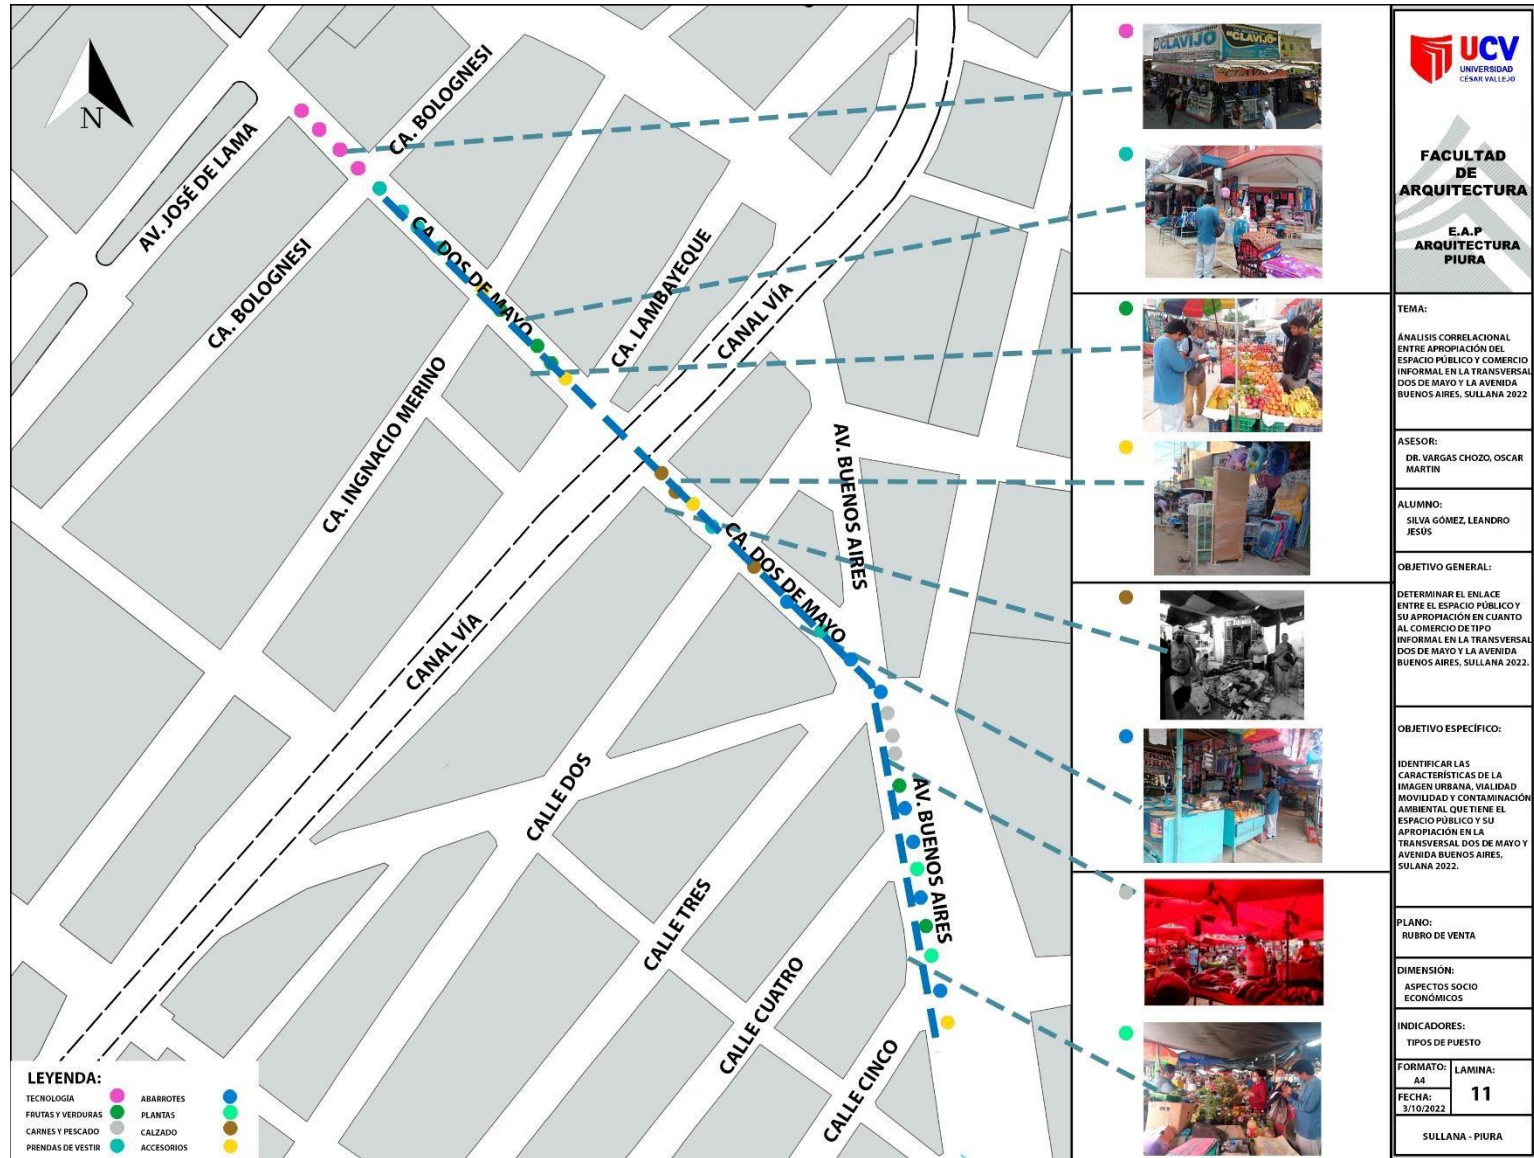 N
AV. JOSÉ DE LAMA
CA. BOLOGNESI
CA. BOLOGNESI
CA. DOS DE MAYO
CA. LAMBAYEQUE
CANAL VÍA
CA. INGNACIO MERINO
AV. BUENOS AIRES
CA. DOS DE MAYO
CANAL VÍA
CALLE DOS
AV. BUENOS AIRES
CALLE TRES
CALLE CUATRO
CALLE CINCO
LEYENDA:
TECNOLOGÍA
FRUTAS Y VERDURAS
CARNES Y PESCADO
PRENDAS DE VESTIR
ABARROTES
PLANTAS
CALZADO
ACCESORIOS
CLAVIJO
CLAVIJO
UCV
UNIVERSIDAD
CÉSAR VALLEJO
FACULTAD
DE
ARQUITECTURA
E.A.P
ARQUITECTURA
PIURA
TEMA:
ÁNALISIS CORRELACIONAL
ENTRE APROPIACIÓN DEL
ESPACIO PÚBLICO Y COMERCIO
INFORMAL EN LA TRANSVERSAL
DOS DE MAYO Y LA AVENIDA
BUENOS AIRES, SULLANA 2022
ASESOR:
DR. VARGAS CHOZO, OSCAR
MARTIN
ALUMNO:
SILVA GÓMEZ, LEANDRO
JESÚS
OBJETIVO GENERAL:
DETERMINAR EL ENLACE
ENTRE EL ESPACIO PÚBLICO Y
SU APROPIACIÓN EN CUANTO
AL COMERCIO DE TIPO
INFORMAL EN LA TRANSVERSAL
DOS DE MAYO Y LA AVENIDA
BUENOS AIRES, SULLANA 2022.
OBJETIVO ESPECÍFICO:
IDENTIFICAR LAS
CARACTERÍSTICAS DE LA
IMAGEN URBANA, VIALIDAD
MOVILIDAD Y CONTAMINACIÓN
AMBIENTAL QUE TIENE EL
ESPACIO PÚBLICO Y SU
APROPIACIÓN EN LA
TRANSVERSAL DOS DE MAYO Y
AVENIDA BUENOS AIRES,
SULANA 2022.
PLANO:
RUBRO DE VENTA
DIMENSIÓN:
ASPECTOS SOCIO
ECONÓMICOS
INDICADORES:
TIPOS DE PUESTO
FORMATO:
A4
LAMINA:
11
FECHA:
3/10/2022
SULLANA - PIURA